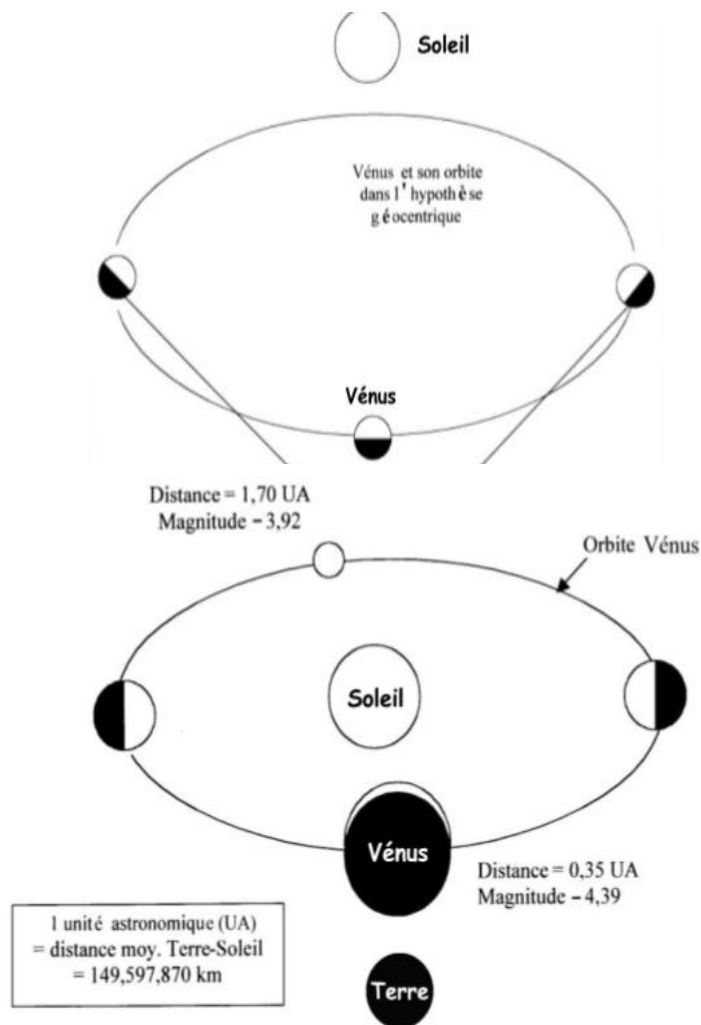 Soleil
Vénus et son orbite
dans l'hypothèse
géocentrique
Vénus
Distance = 1,70 UA
Magnitude – 3,92
Orbite Vénus
Soleil
Vénus
Distance = 0,35 UA
Magnitude – 4,39
1 unité astronomique (UA)
= distance moy. Terre-Soleil
= 149,597,870 km
Terre